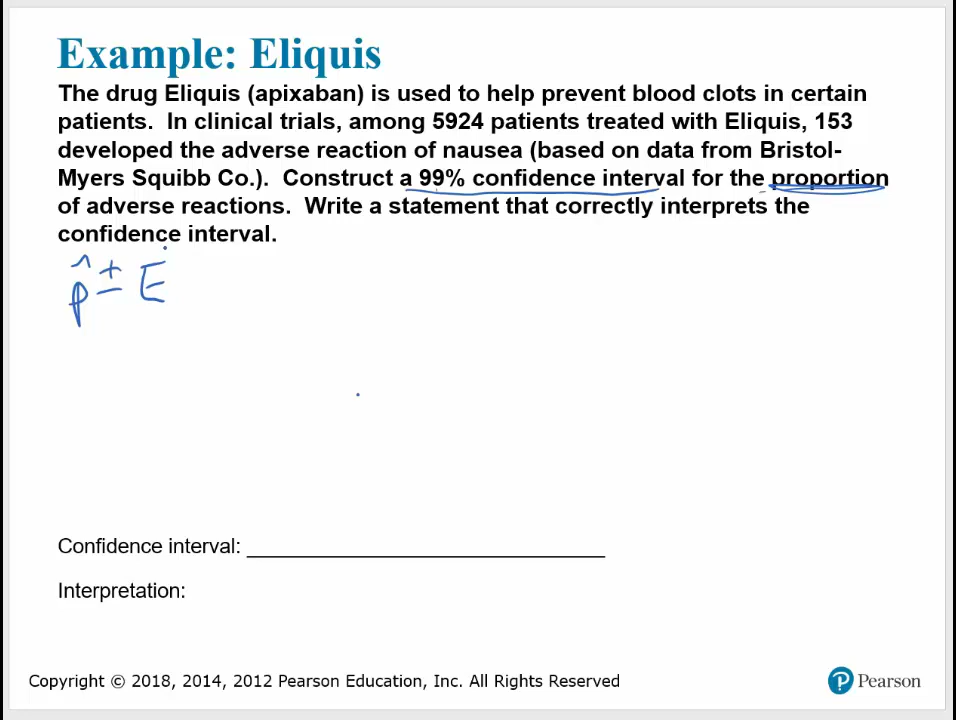 Example: Eliquis
The drug Eliquis (apixaban) is used to help prevent blood clots in certain
patients. In clinical trials, among 5924 patients treated with Eliquis, 153
developed the adverse reaction of nausea (based on data from Bristol-
Myers Squibb Co.). Construct a 99% confidence interval for the proportion
of adverse reactions. Write a statement that correctly interprets the
confidence interval.
p̂ ± E
Confidence interval: ________________________________
Interpretation:
Copyright © 2018, 2014, 2012 Pearson Education, Inc. All Rights Reserved
Pearson